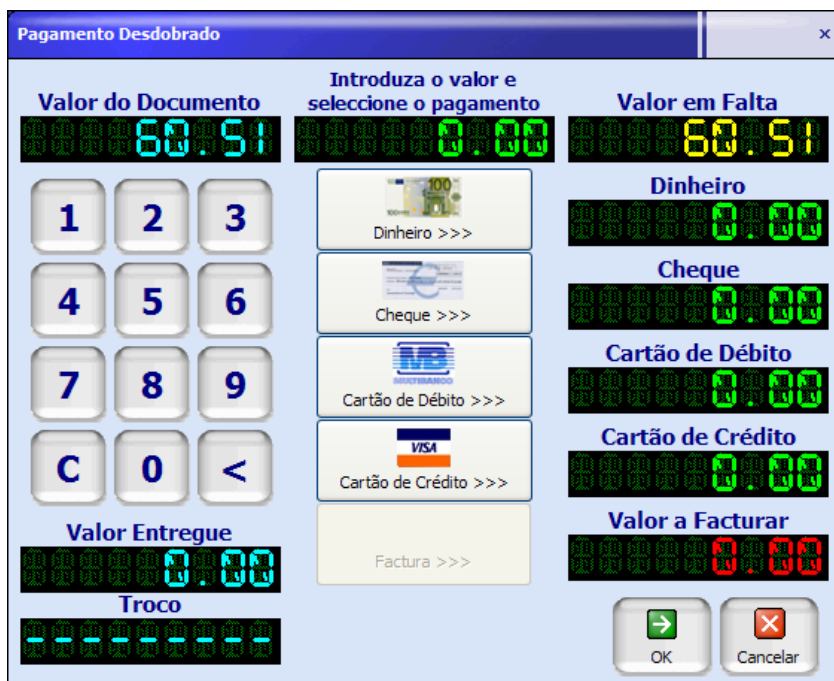 Pagamento Desdobrado
x
Valor do Documento
60.51
Introduza o valor e
seleccione o pagamento
0.00
Valor em Falta
60.51
1 2 3
4 5 6
7 8 9
C 0 <
100
Dinheiro >>>
Cheque >>>
MB
MULTIBANCO
Cartão de Débito >>>
VISA
Cartão de Crédito >>>
Factura >>>
Dinheiro
0.00
Cheque
0.00
Cartão de Débito
0.00
Cartão de Crédito
0.00
Valor a Facturar
0.00
Valor Entregue
0.00
Troco
---------
OK
Cancelar